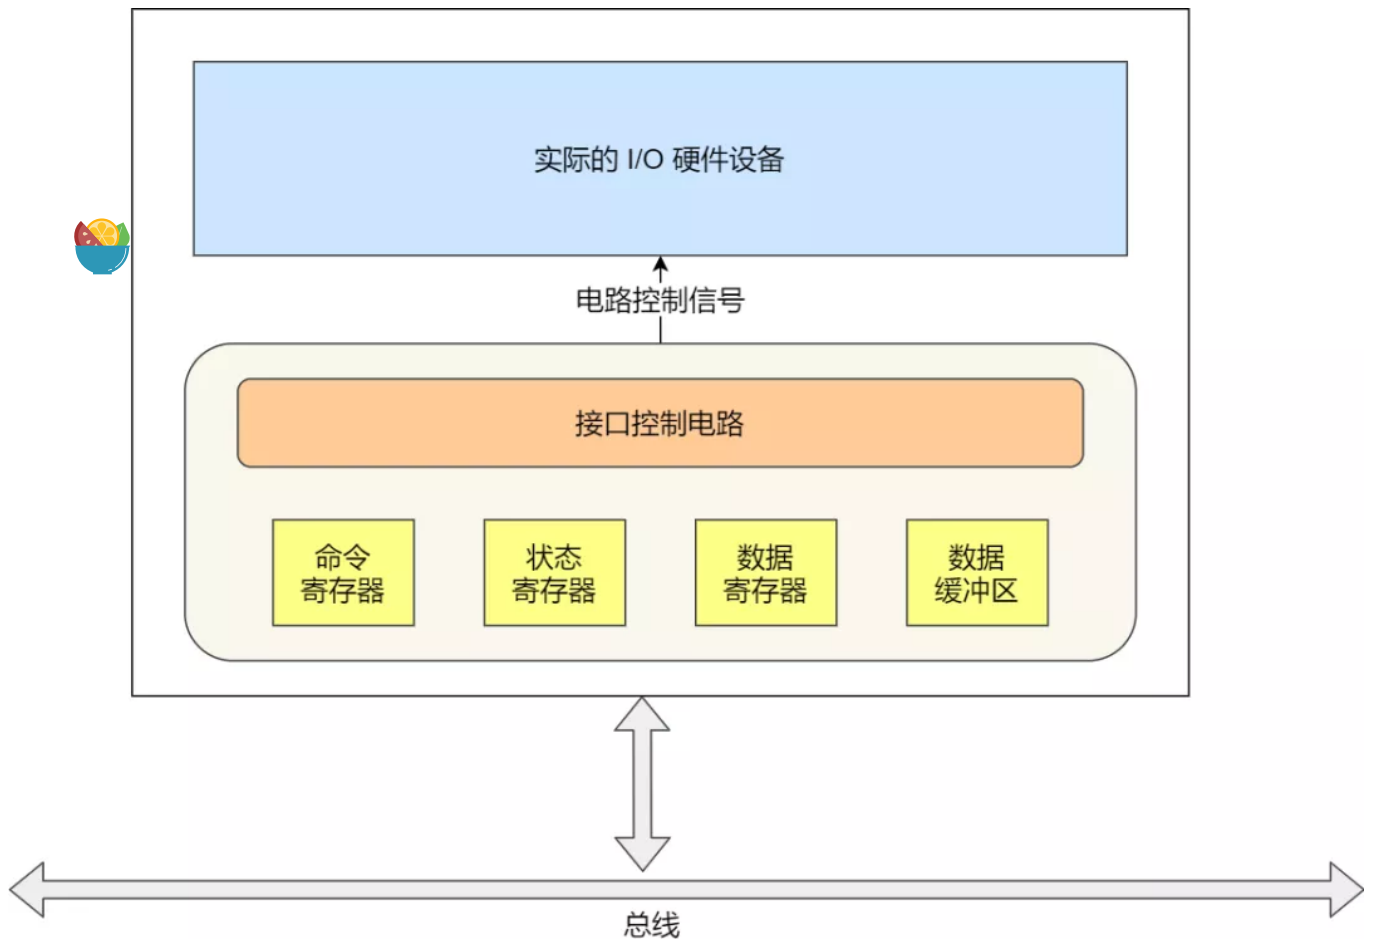 实际的 I/O 硬件设备
电路控制信号
接口控制电路
命令
寄存器
状态
寄存器
数据
寄存器
数据
缓冲区
总线